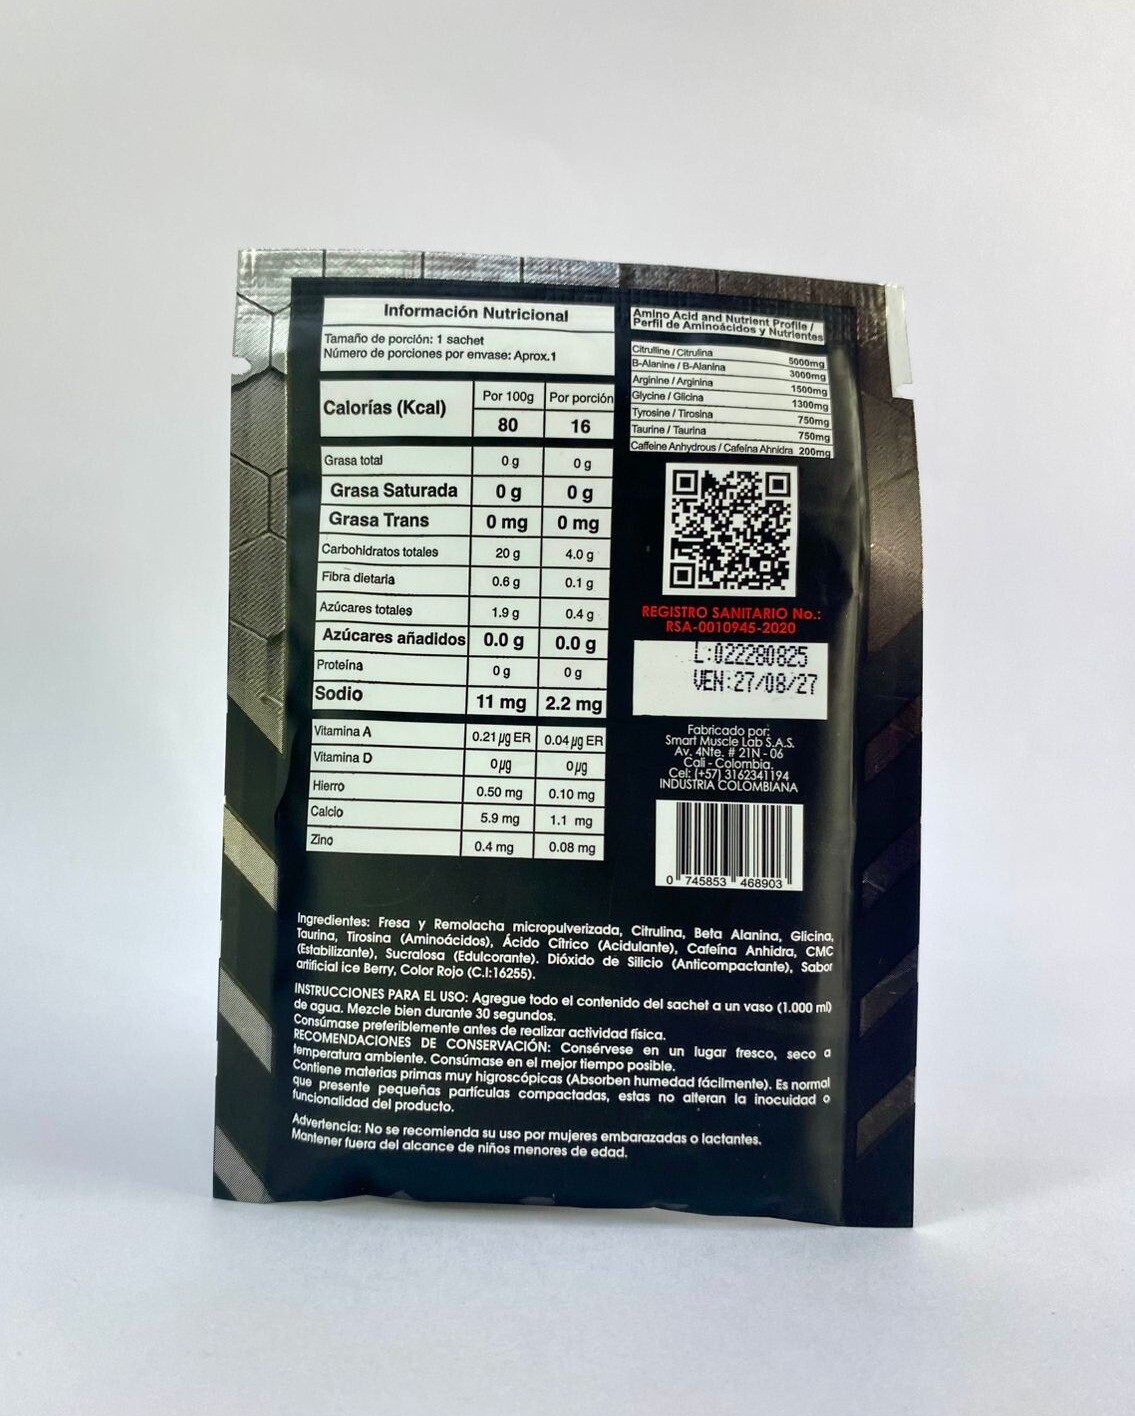 Información Nutricional
Tamaño de porción: 1 sachet
Número de porciones por envase: Aprox.1
Calorías (Kcal)
Por 100g Por porción
80 16
Grasa total 0 g 0 g
Grasa Saturada 0 g 0 g
Grasa Trans 0 mg 0 mg
Carbohidratos totales 20 g 4.0 g
Fibra dietaria 0.6 g 0.1 g
Azúcares totales 1.9 g 0.4 g
Azúcares añadidos 0.0 g 0.0 g
Proteína 0 g 0 g
Sodio 11 mg 2.2 mg
Vitamina A 0.21 µg ER 0.04 µg ER
Vitamina D 0 µg 0 µg
Hierro 0.50 mg 0.10 mg
Calcio 5.9 mg 1.1 mg
Zinc 0.4 mg 0.08 mg
Amino Acid and Nutrient Profile /
Perfil de Aminoácidos y Nutrientes
Citrulline / Citrulina 5000mg
B-Alanine / B-Alanina 3000mg
Arginine / Arginina 1500mg
Glycine / Glicina 1300mg
Tyrosine / Tirosina 750mg
Taurine / Taurina 750mg
Caffeine Anhydrous / Cafeína Ahnidra 200mg
REGISTRO SANITARIO No.:
RSA-0010945-2020
L:022280825
VEN:27/08/27
Fabricado por:
Smart Muscle Lab S.A.S.
Av. 4Nte. # 21N - 06
Cali - Colombia.
Cel: (+57) 3162341194
INDUSTRIA COLOMBIANA
0 745853 468903
Ingredientes: Fresa y Remolacha micropulverizada, Citrulina, Beta Alanina, Glicina,
Taurina, Tirosina (Aminoácidos), Ácido Cítrico (Acidulante), Cafeína Anhidra, CMC
(Estabilizante), Sucralosa (Edulcorante). Dióxido de Silicio (Anticompactante), Sabor
artificial ice Berry, Color Rojo (C.I:16255).
INSTRUCCIONES PARA EL USO: Agregue todo el contenido del sachet a un vaso (1.000 ml)
de agua. Mezcle bien durante 30 segundos.
Consúmase preferiblemente antes de realizar actividad física.
RECOMENDACIONES DE CONSERVACIÓN: Consérvese en un lugar fresco, seco a
temperatura ambiente. Consúmase en el mejor tiempo posible.
Contiene materias primas muy higroscópicas (Absorben humedad fácilmente). Es normal
que presente pequeñas partículas compactadas, estas no alteran la inocuidad o
funcionalidad del producto.
Advertencia: No se recomienda su uso por mujeres embarazadas o lactantes.
Mantener fuera del alcance de niños menores de edad.